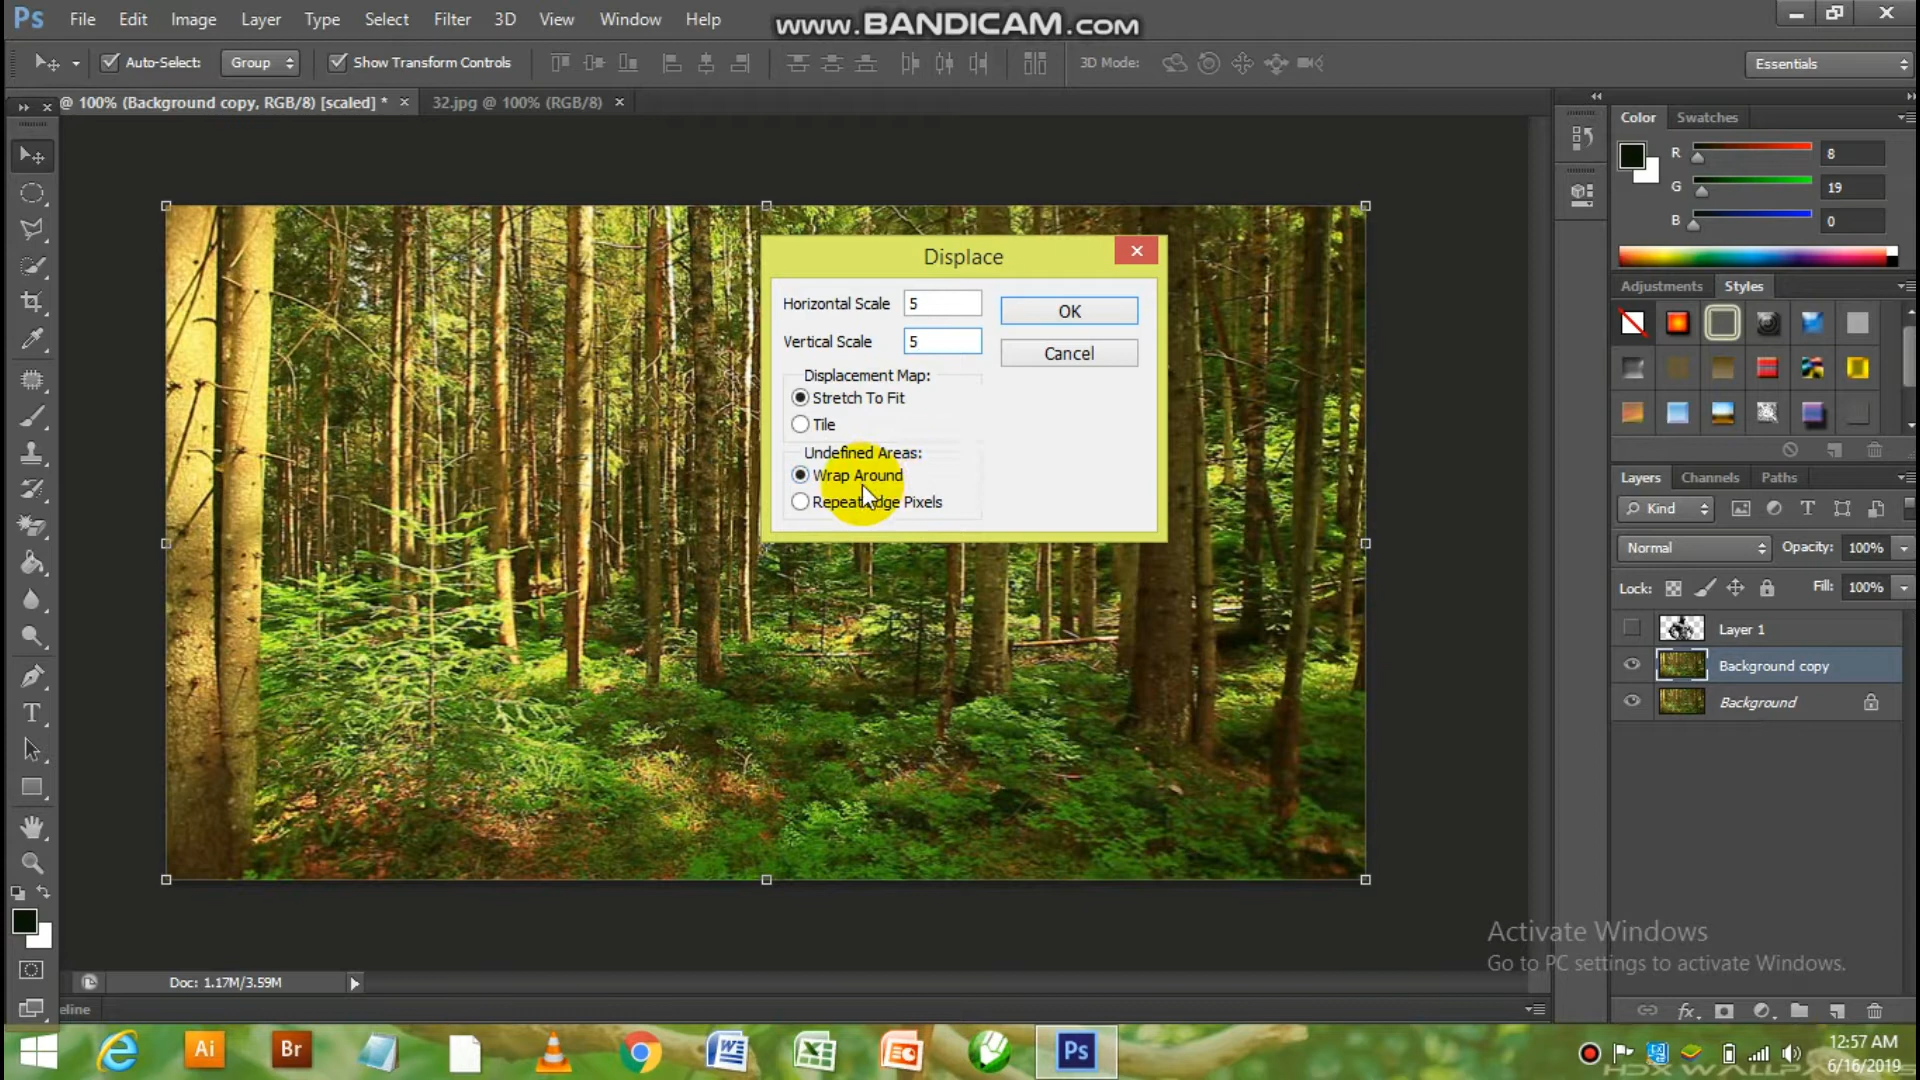 Ps File Edit Image Layer Type Select Filter 3D View Window Help
www.BANDICAM.com
Auto-Select: Group Show Transform Controls 3D Mode: Essentials
@ 100% (Background copy, RGB/8) [scaled] * × 32.jpg @ 100% (RGB/8) ×
Color Swatches
R 8
G 19
B 0
Adjustments Styles
Displace
Horizontal Scale 5 OK
Vertical Scale 5 Cancel
Displacement Map:
Stretch To Fit
Tile
Undefined Areas:
Wrap Around
Repeat Edge Pixels
Layers Channels Paths
Kind
Normal Opacity: 100%
Lock: Fill: 100%
Layer 1
Background copy
Background
Activate Windows
Go to PC settings to activate Windows.
Doc: 1.17M/3.59M
eline
Ai Br Ps
12:57 AM
6/16/2019